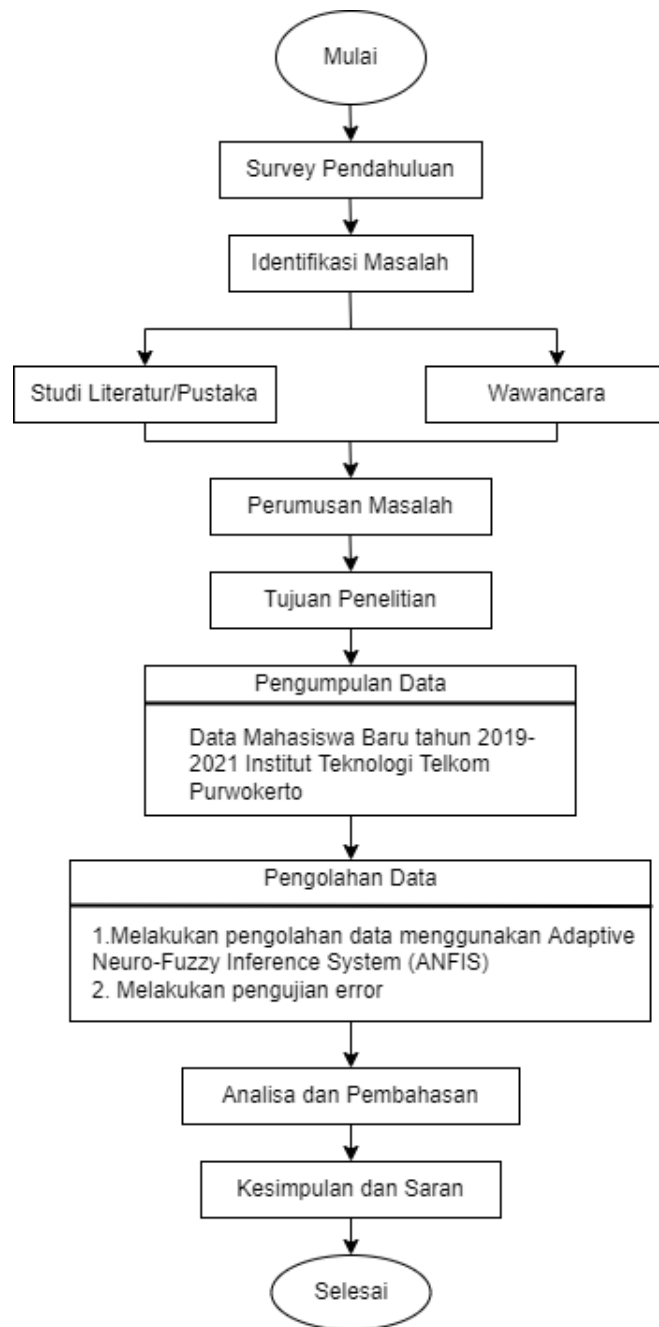 Mulai
Survey Pendahuluan
Identifikasi Masalah
Studi Literatur/Pustaka
Wawancara
Perumusan Masalah
Tujuan Penelitian
Pengumpulan Data
Data Mahasiswa Baru tahun 2019-
2021 Institut Teknologi Telkom
Purwokerto
Pengolahan Data
1.Melakukan pengolahan data menggunakan Adaptive
Neuro-Fuzzy Inference System (ANFIS)
2. Melakukan pengujian error
Analisa dan Pembahasan
Kesimpulan dan Saran
Selesai